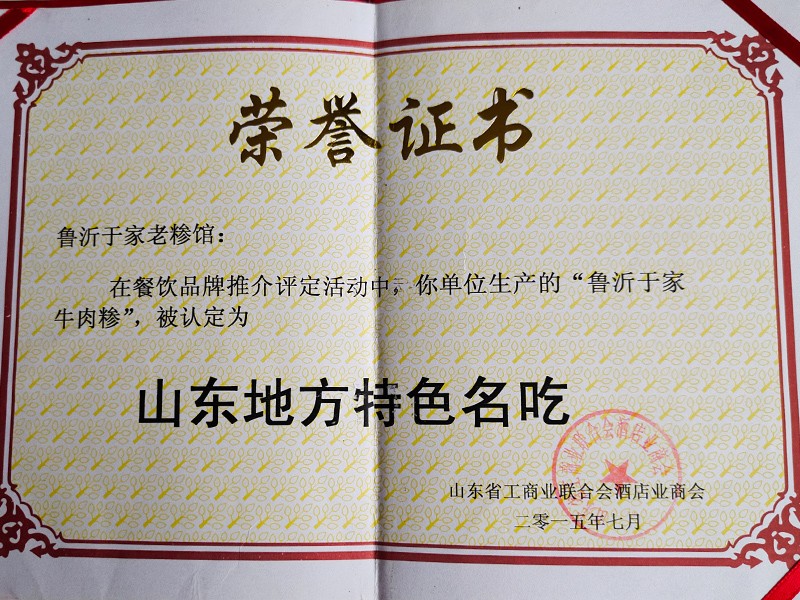 荣誉证书
鲁沂于家老糁馆：
在餐饮品牌推介评定活动中，你单位生产的“鲁沂于家
牛肉糁”，被认定为
山东地方特色名吃
山东省工商业联合会酒店业商会
二零一五年七月